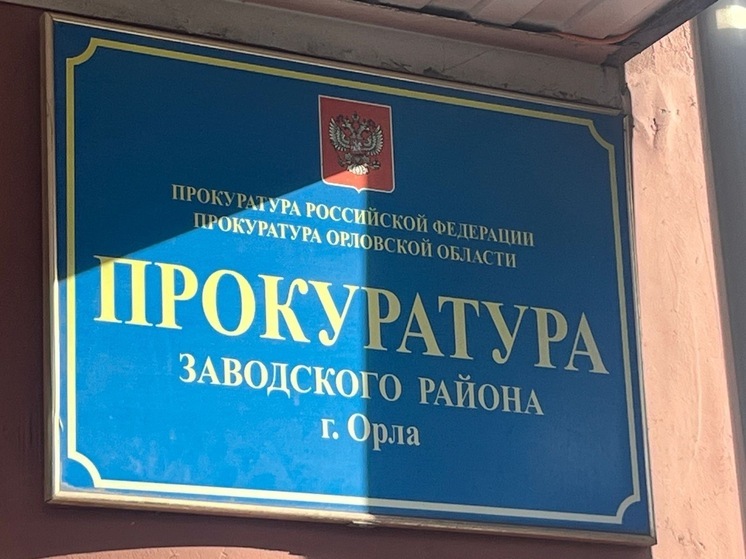 ПРОКУРАТУРА РОССИЙСКОЙ ФЕДЕРАЦИИ
ПРОКУРАТУРА ОРЛОВСКОЙ ОБЛАСТИ
ПРОКУРАТУРА
ЗАВОДСКОГО РАЙОНА
г. Орла